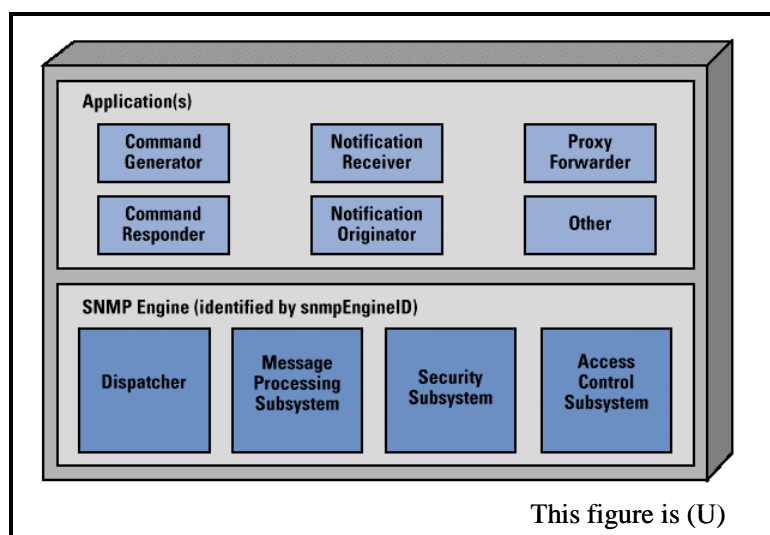 Application(s)
Command
Generator
Notification
Receiver
Proxy
Forwarder
Command
Responder
Notification
Originator
Other
SNMP Engine (identified by snmpEngineID)
Dispatcher
Message
Processing
Subsystem
Security
Subsystem
Access
Control
Subsystem
This figure is (U)